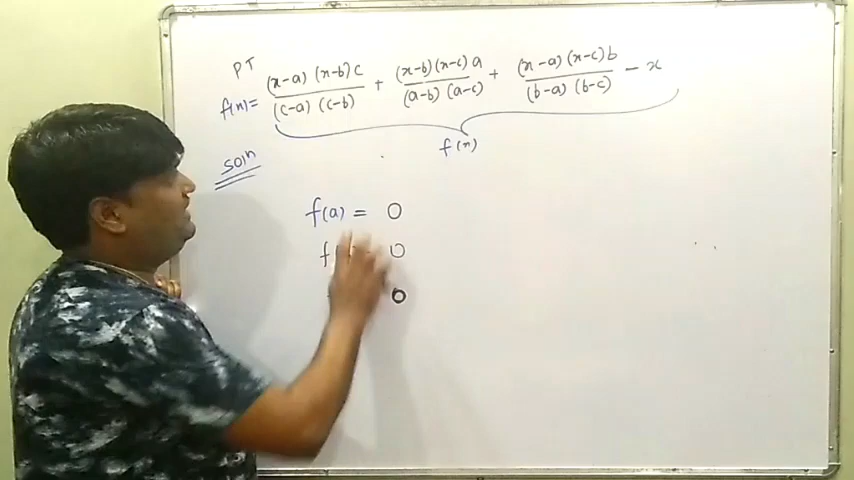 PT
f(x)= (x-a) (x-b)c / (c-a) (c-b) + (x-b)(x-c)a / (a-b) (a-c) + (x-a) (x-c)b / (b-a) (b-c) - x
f(x)
Soln
f(a) = 0
f( 0
0